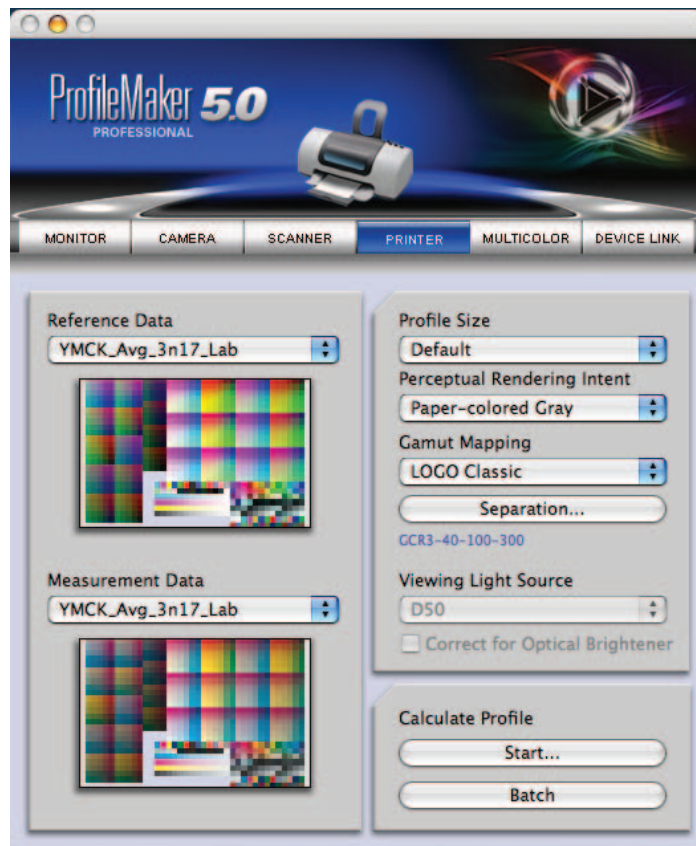 ProfileMaker 5.0
PROFESSIONAL
MONITOR CAMERA SCANNER PRINTER MULTICOLOR DEVICE LINK
Reference Data
YMCK_Avg_3n17_Lab
Measurement Data
YMCK_Avg_3n17_Lab
Profile Size
Default
Perceptual Rendering Intent
Paper-colored Gray
Gamut Mapping
LOGO Classic
Separation...
GCR3-40-100-300
Viewing Light Source
D50
Correct for Optical Brightener
Calculate Profile
Start...
Batch